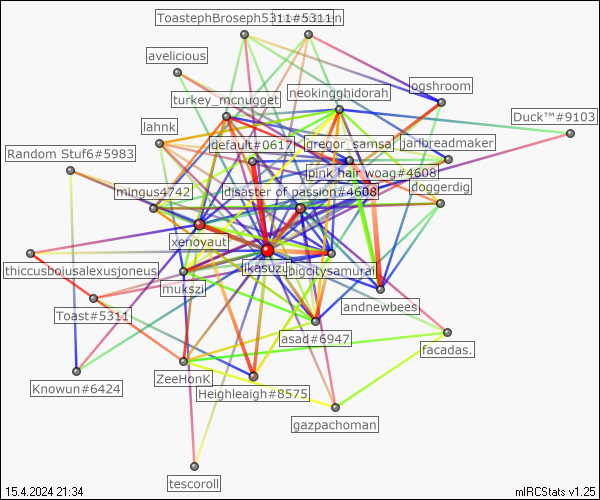 ToastephBroseph5311#5311
avelicious
neokingghidorah
ogshroom
turkey_mcnugget
Duck™#9103
lahnk
default#0617
gregor_samsa
jarlbreadmaker
Random Stuf6#5983
pink hair woag#4608
mingus4742
disaster of passion#4608
doggerdig
xenoyaut
ikasuzu
bigcitysamurai
thiccusboiusalexusjoneus
mukszi
andnewbees
Toast#5311
asad#6947
facadas.
ZeeHonK
Knowun#6424
Heighleaigh#8575
gazpachoman
tescoroll
15.4.2024 21:34
mIRCStats v1.25